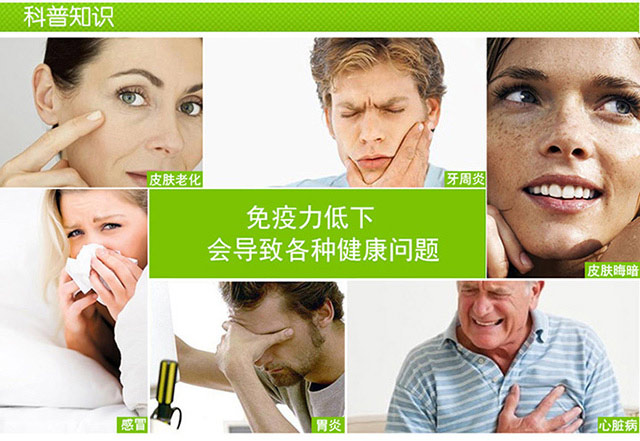 科普知识
皮肤老化
牙周炎
免疫力低下
会导致各种健康问题
皮肤晦暗
感冒
胃炎
心脏病